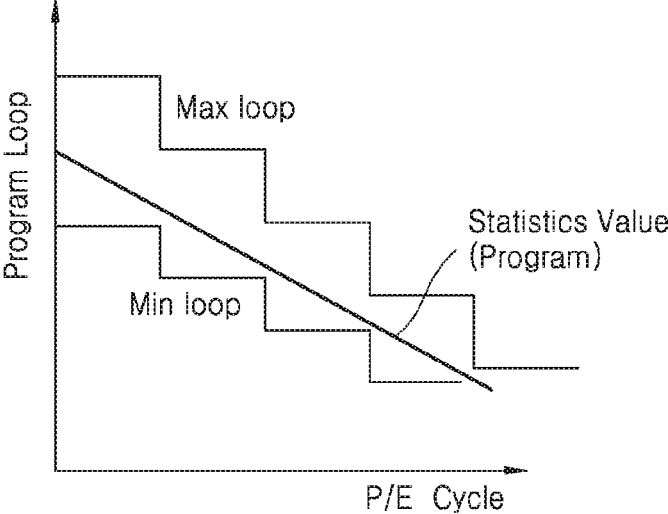 Program Loop
Max loop
Statistics Value
(Program)
Min loop
P/E Cycle